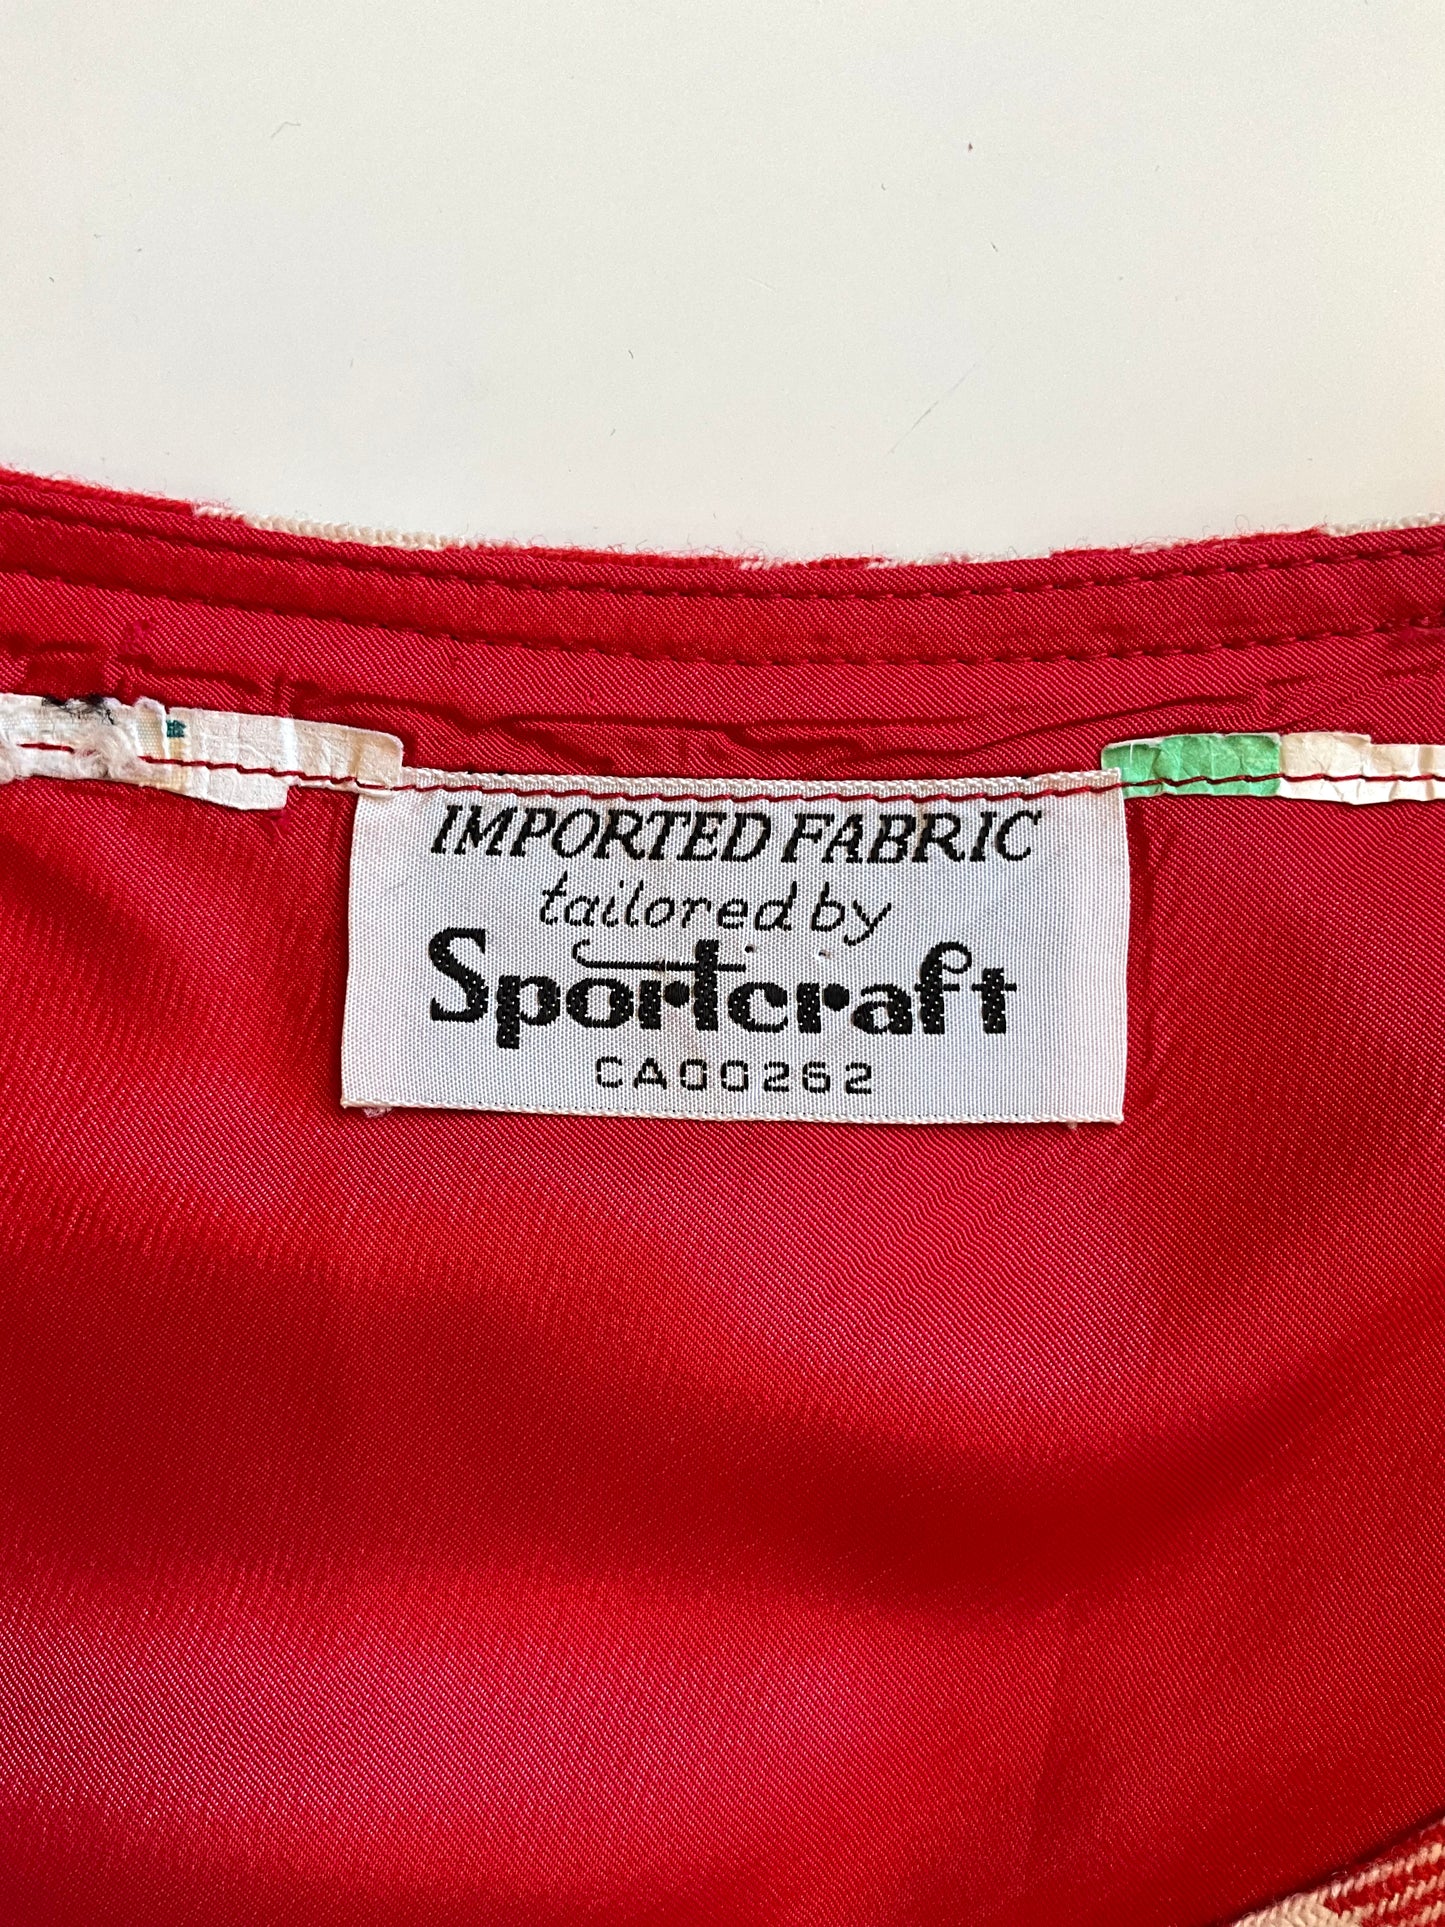 IMPORTED FABRIC
tailored by
Sportcraft
CA00262